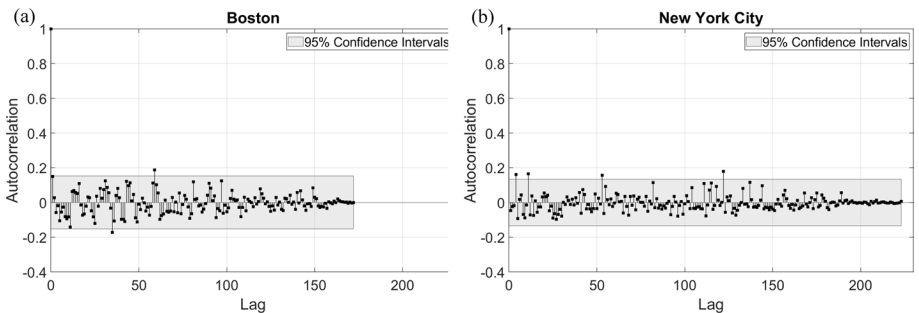 (a)
Boston
95% Confidence Intervals
1
0.8
0.6
0.4
0.2
0
-0.2
-0.4
Autocorrelation
0 50 100 150 200
Lag
(b)
New York City
95% Confidence Intervals
1
0.8
0.6
0.4
0.2
0
-0.2
-0.4
Autocorrelation
0 50 100 150 200
Lag